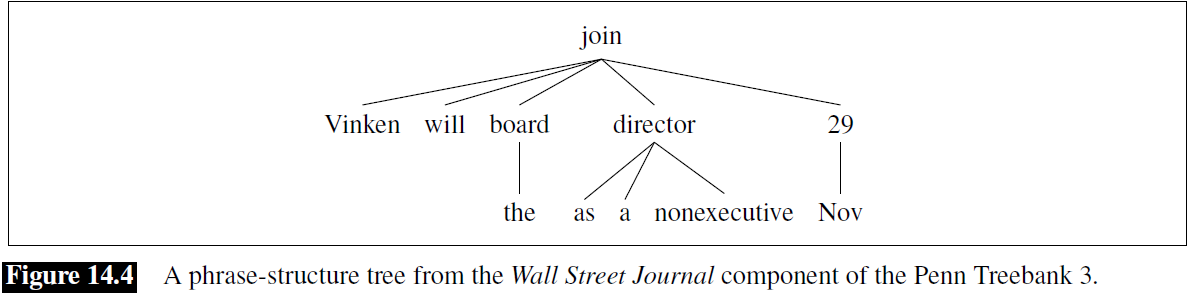 join
Vinken will board director 29
the as a nonexecutive Nov
Figure 14.4 A phrase-structure tree from the Wall Street Journal component of the Penn Treebank 3.